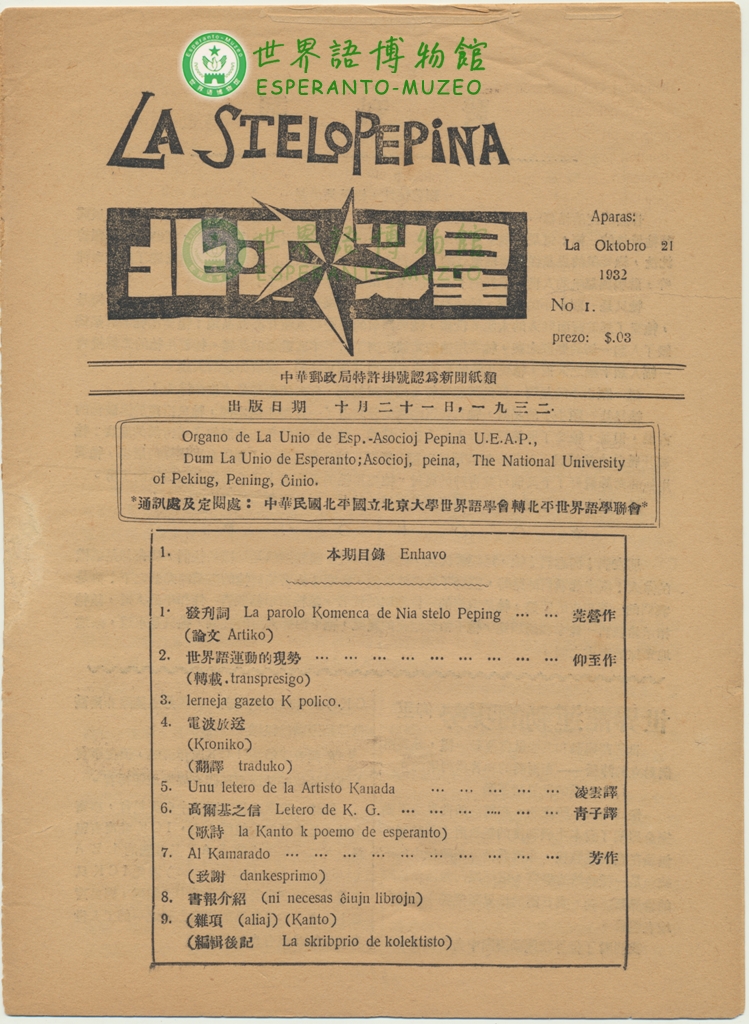 世界語博物館
ESPERANTO-MUZEO
LA STELOPEPINA
北平之星
Aparas:
La Oktobro 21
1932
No 1.
prezo: $.03
中華郵政局特許掛號認爲新聞紙類
出版日期 十月二十一日,一九三二.
Organo de La Unio de Esp.-Asocioj Pepina U.E.A.P.,
Dum La Unio de Esperanto;Asocioj, peina, The National University
of Pekiug, Pening, Ĉinio.
*通訊處及定閱處：中華民國北平國立北京大學世界語學會轉北平世界語學聯會*
1. 本期目錄 Enhavo
1· 發刊詞 La parolo Komenca de Nia stelo Peping … … 莞營作
(論文 Artiko)
2. 世界語運動的現勢 … … … … … … … … … 仰至作
(轉載.transpresigo)
3. lerneja gazeto K polico.
4. 電波放送
(Kroniko)
(翻譯 traduko)
5. Unu letero de la Artisto Kanada … … … … … 凌雲譯
6. 高爾基之信 Letero de K. G. … … … … … … 青子譯
(歌詩 la Kanto k poemo de esperanto)
7. Al Kamarado … … … … … … … … … … 芳作
(致謝 dankesprimo)
8. 書報介紹 (ni necesas ĉiujn librojn)
9. (雜項 (aliaj) (Kanto)
(編輯後記 La skribprio de kolektisto)